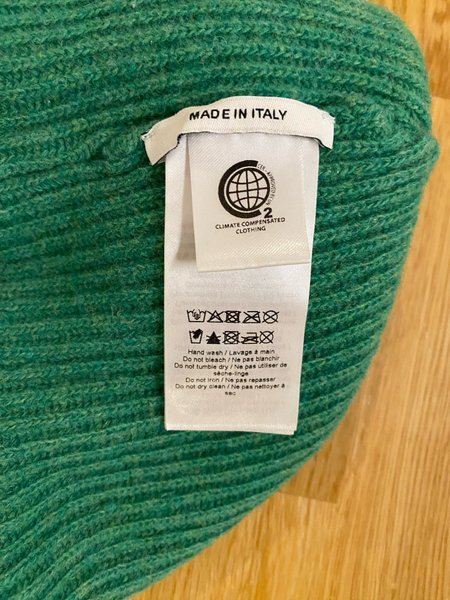 MADE IN ITALY
2
CLIMATE COMPENSATED
CLOTHING
Hand wash / Lavage à main
Do not bleach / Ne pas blanchir
Do not tumble dry / Ne pas utiliser de
sèche-linge
Do not iron / Ne pas repasser
Do not dry clean / Ne pas nettoyer à
sec